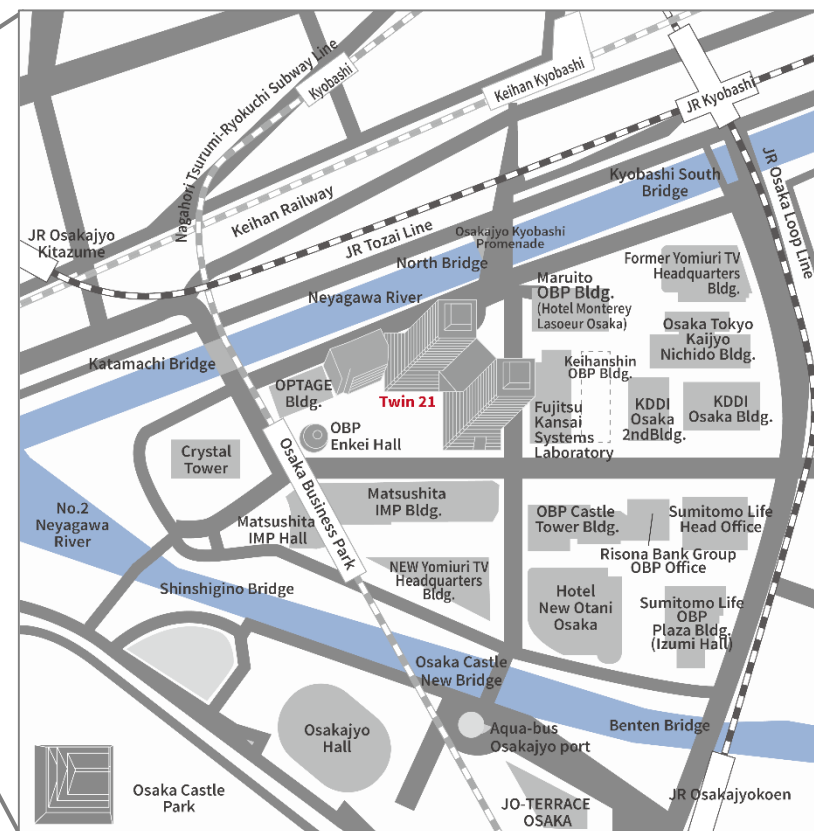 Nagahori Tsurumi-Ryokuchi Subway Line
Kyobashi
Keihan Kyobashi
JR Kyobashi
JR Osaka Loop Line
Kyobashi South
Bridge
Keihan Railway
JR Tozai Line
Osakajyo Kyobashi
Promenade
JR Osakajyo
Kitazume
North Bridge
Neyagawa River
Katamachi Bridge
Former Yomiuri TV
Headquarters
Bldg.
Maruito
OBP Bldg.
(Hotel Monterey
Lasoeur Osaka)
Osaka Tokyo
Kaijyo
Nichido Bldg.
Keihanshin
OBP Bldg.
OPTAGE
Bldg.
Twin 21
Fujitsu
Kansai
Systems
Laboratory
KDDI
Osaka
2ndBldg.
KDDI
Osaka Bldg.
OBP
Enkei Hall
Crystal
Tower
Osaka Business Park
No.2
Neyagawa
River
Matsushita
IMP Bldg.
Matsushita
IMP Hall
OBP Castle
Tower Bldg.
Sumitomo Life
Head Office
Risona Bank Group
OBP Office
NEW Yomiuri TV
Headquarters
Bldg.
Shinshigino Bridge
Hotel
New Otani
Osaka
Sumitomo Life
OBP
Plaza Bldg.
(Izumi Hall)
Osaka Castle
New Bridge
Osakajyo
Hall
Aqua-bus
Osakajyo port
Benten Bridge
Osaka Castle
Park
JO-TERRACE
OSAKA
JR Osakajyokoen